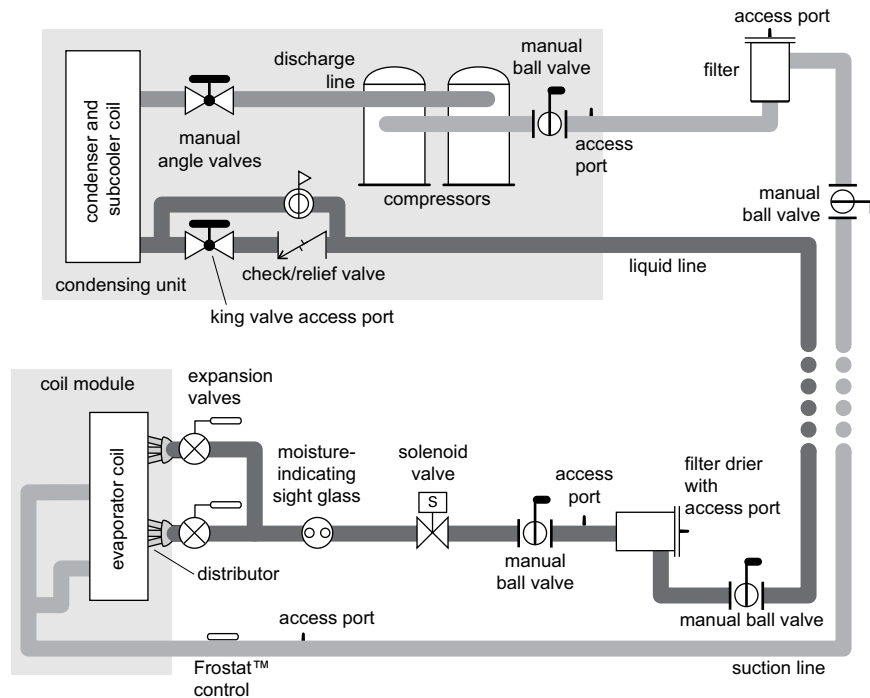 access port
filter
manual
ball valve
discharge
line
condenser and
subcooler coil
manual
angle valves
access
port
compressors
manual
ball valve
check/relief valve
liquid line
condensing unit
king valve access port
coil module
expansion
valves
moisture-
indicating
sight glass
solenoid
valve
S
access
port
filter drier
with
access port
evaporator coil
distributor
manual
ball valve
access port
manual ball valve
Frostat™
control
suction line